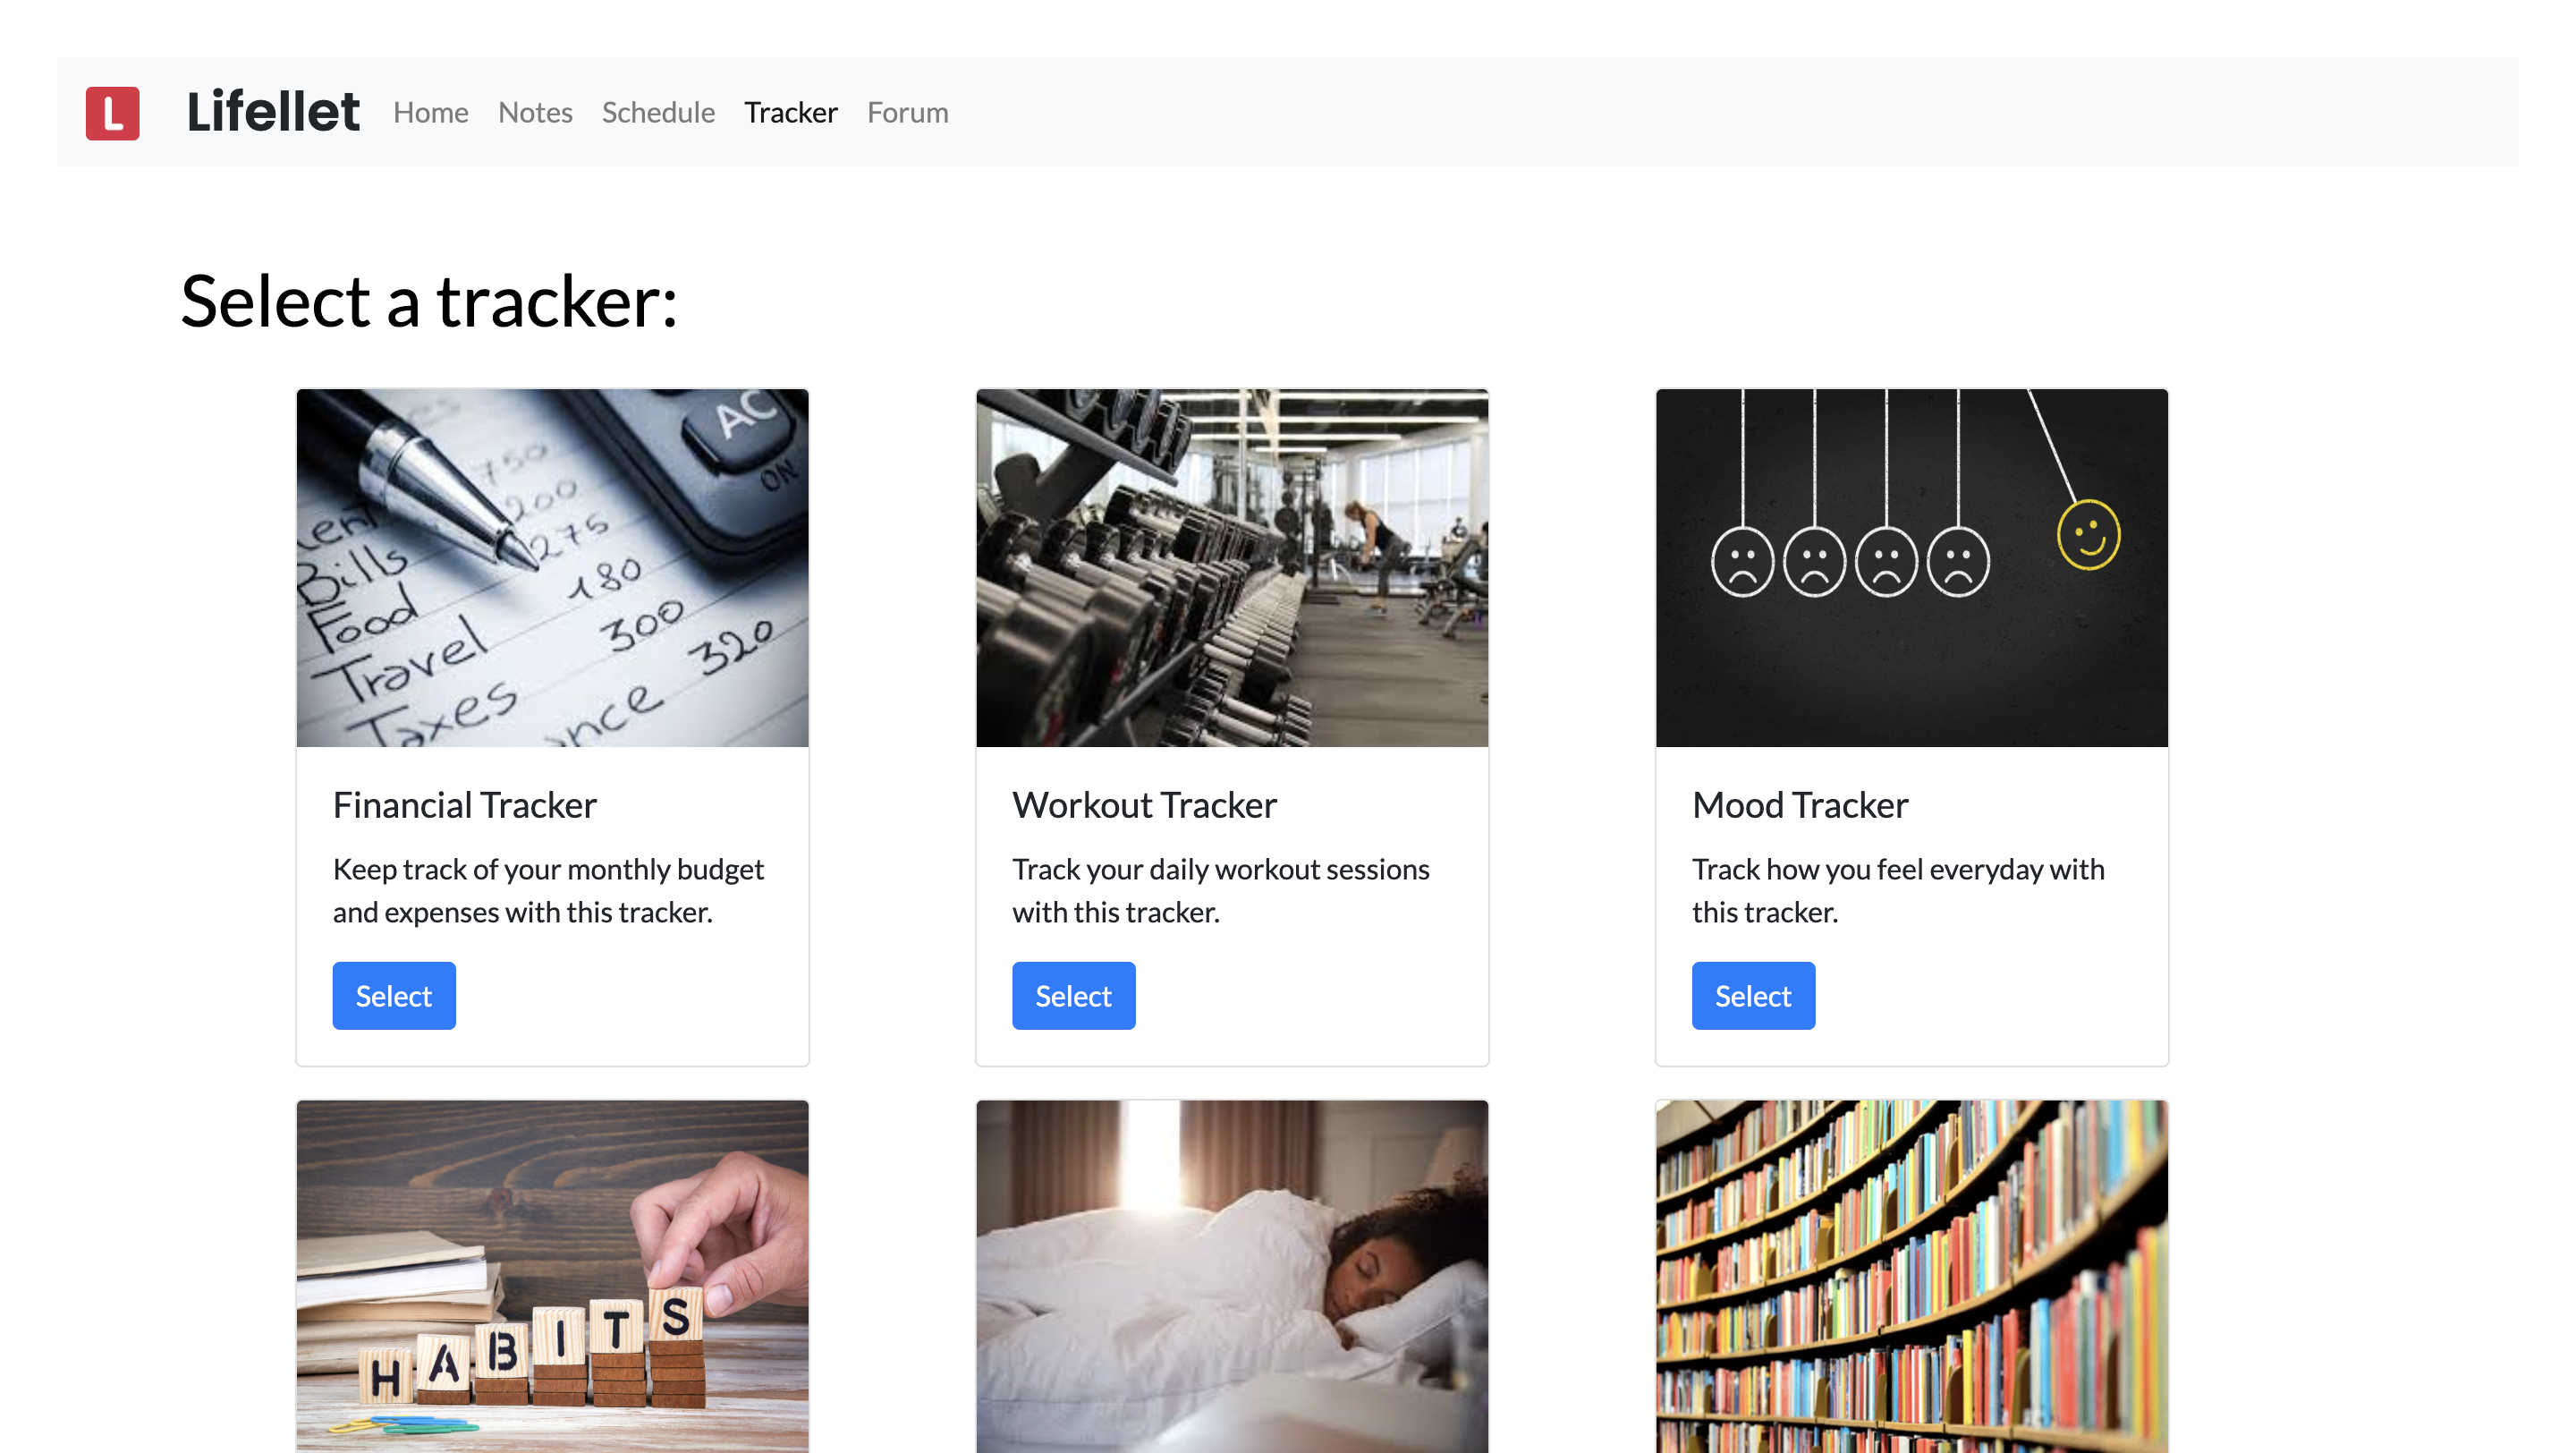 L
Lifellet
Home Notes Schedule Tracker Forum
Select a tracker:
AC
ON
750
200
275
Bills 180
Food 300
Travel 320
Taxes
Financial Tracker
Keep track of your monthly budget
and expenses with this tracker.
Select
Workout Tracker
Track your daily workout sessions
with this tracker.
Select
Mood Tracker
Track how you feel everyday with
this tracker.
Select
HABITS